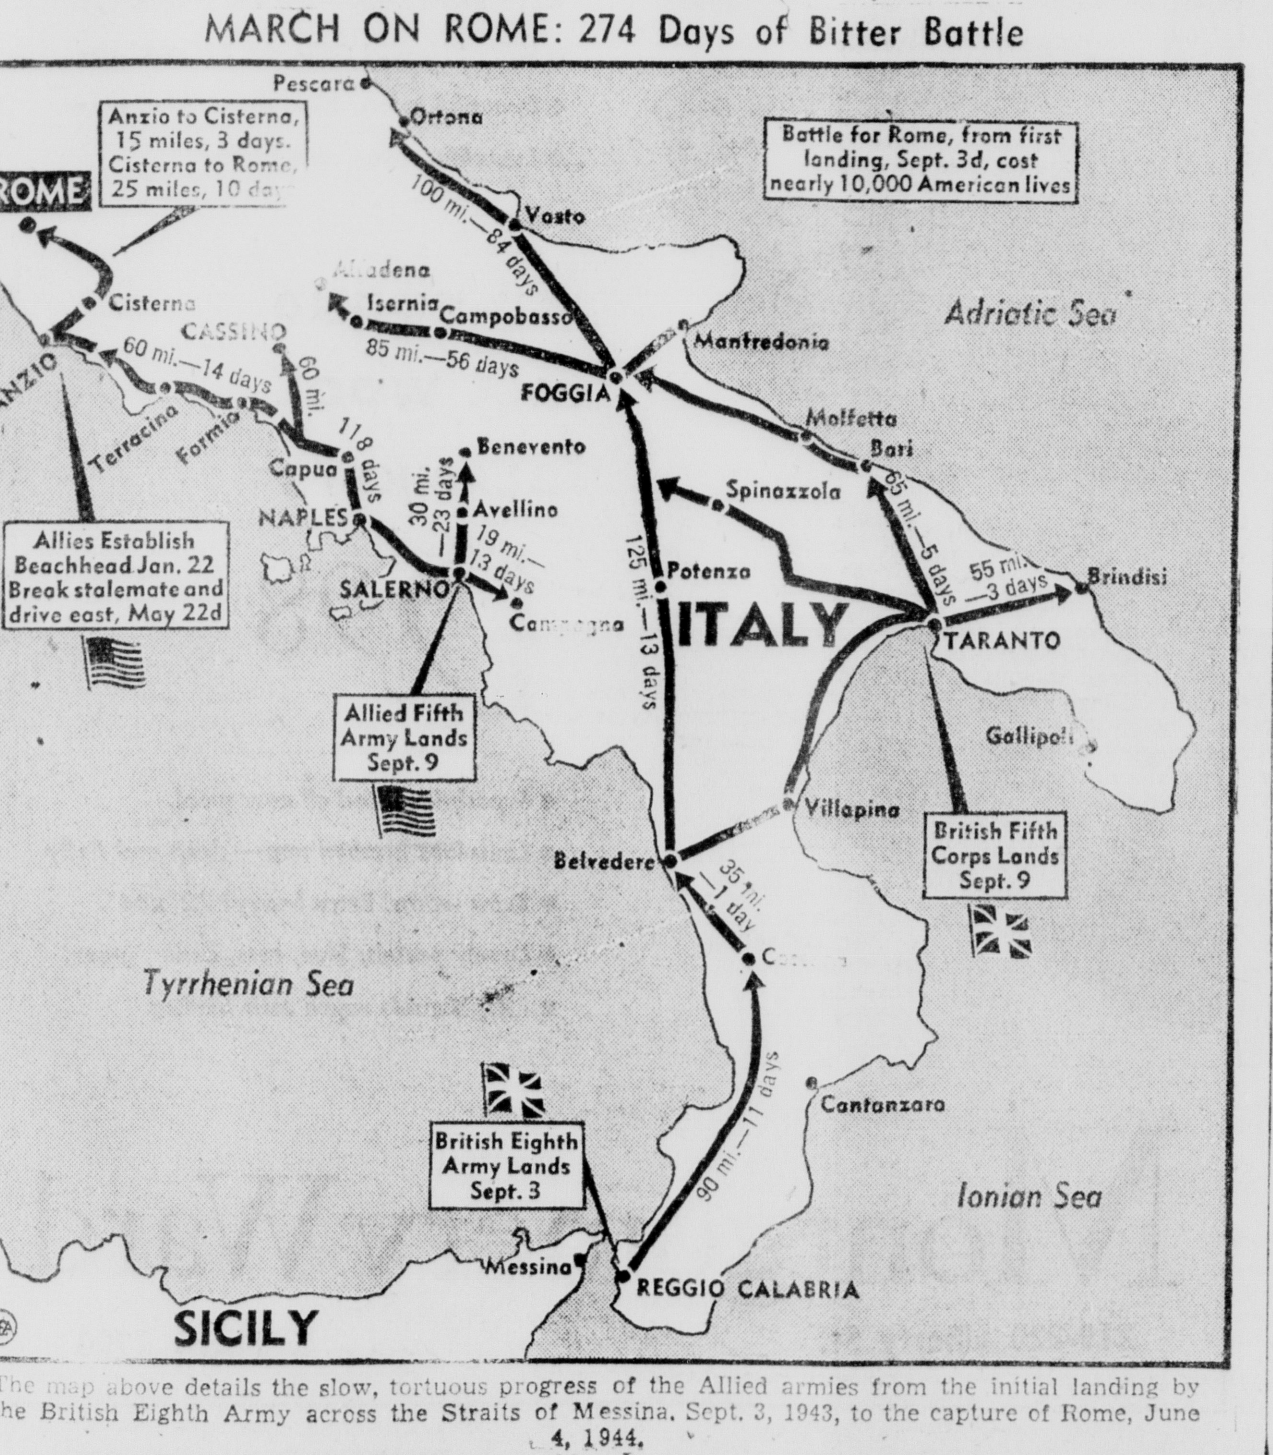 MARCH ON ROME: 274 Days of Bitter Battle
Pescara
Ortona
Anzio to Cisterna,
15 miles, 3 days.
Cisterna to Rome,
25 miles, 10
Battle for Rome, from first
landing, Sept. 3d, cost
nearly 10,000 American lives
ROME
100 mi.—84 days
Vasto
Cisterna
Isernia
Campobasso
Adriatic Sea
CASSINO
Mantredonia
60 mi.—14 days
60 mi.
85 mi.—56 days
ANZIO
FOGGIA
Terracina
Formia
Molfetta
Bari
118 days
Capua
Benevento
30 mi.
—23 days
Spinazzola
65 mi.—5 days
NAPLES
Avellino
19 mi.—
13 days
Allies Establish
Beachhead Jan. 22
Break stalemate and
drive east, May 22d
125 mi.—13 days
Potenza
55 mi.
—3 days
Brindisi
SALERNO
Campagna
ITALY
TARANTO
Allied Fifth
Army Lands
Sept. 9
Gallipoli
Villapina
British Fifth
Corps Lands
Sept. 9
Belvedere
35 mi.
—1 day
Tyrrhenian Sea
90 mi.—11 days
Cantanzara
British Eighth
Army Lands
Sept. 3
Ionian Sea
Messina
REGGIO CALABRIA
SICILY
The map above details the slow, tortuous progress of the Allied armies from the initial landing by
the British Eighth Army across the Straits of Messina, Sept. 3, 1943, to the capture of Rome, June
4, 1944.